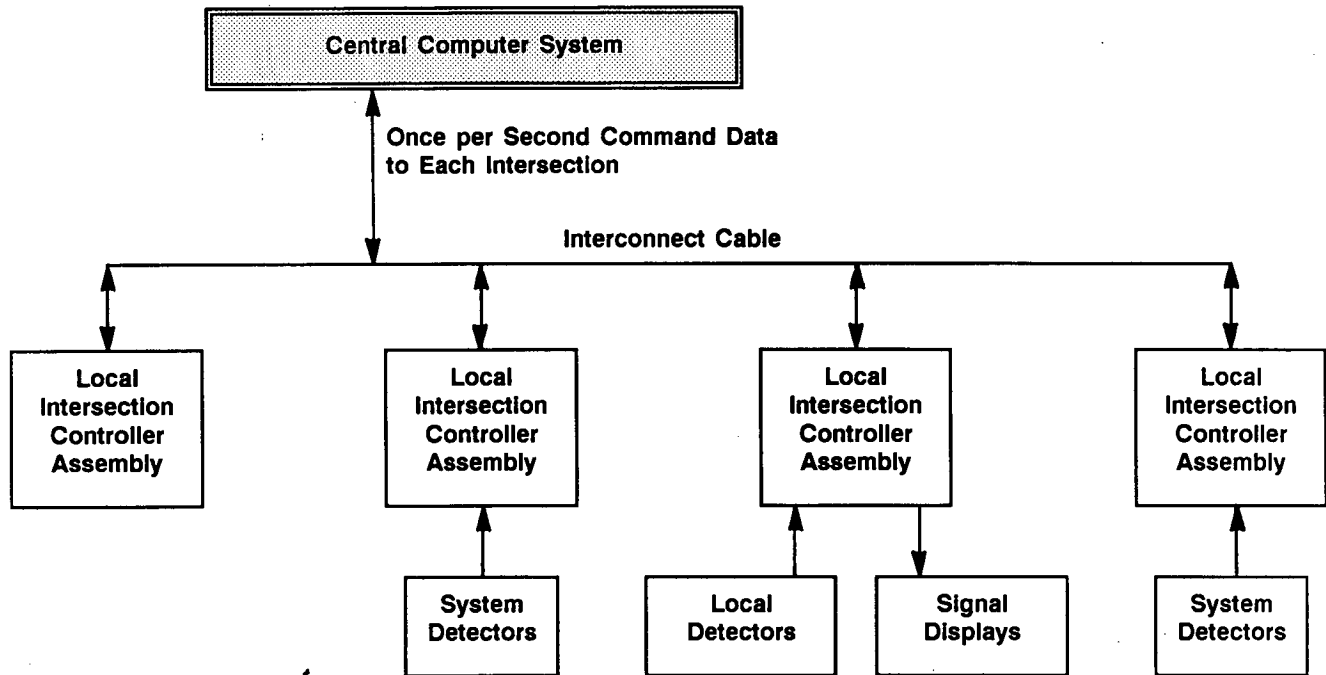 Central Computer System
Once per Second Command Data
to Each Intersection
Interconnect Cable
Local
Intersection
Controller
Assembly
Local
Intersection
Controller
Assembly
Local
Intersection
Controller
Assembly
Local
Intersection
Controller
Assembly
System
Detectors
Local
Detectors
Signal
Displays
System
Detectors